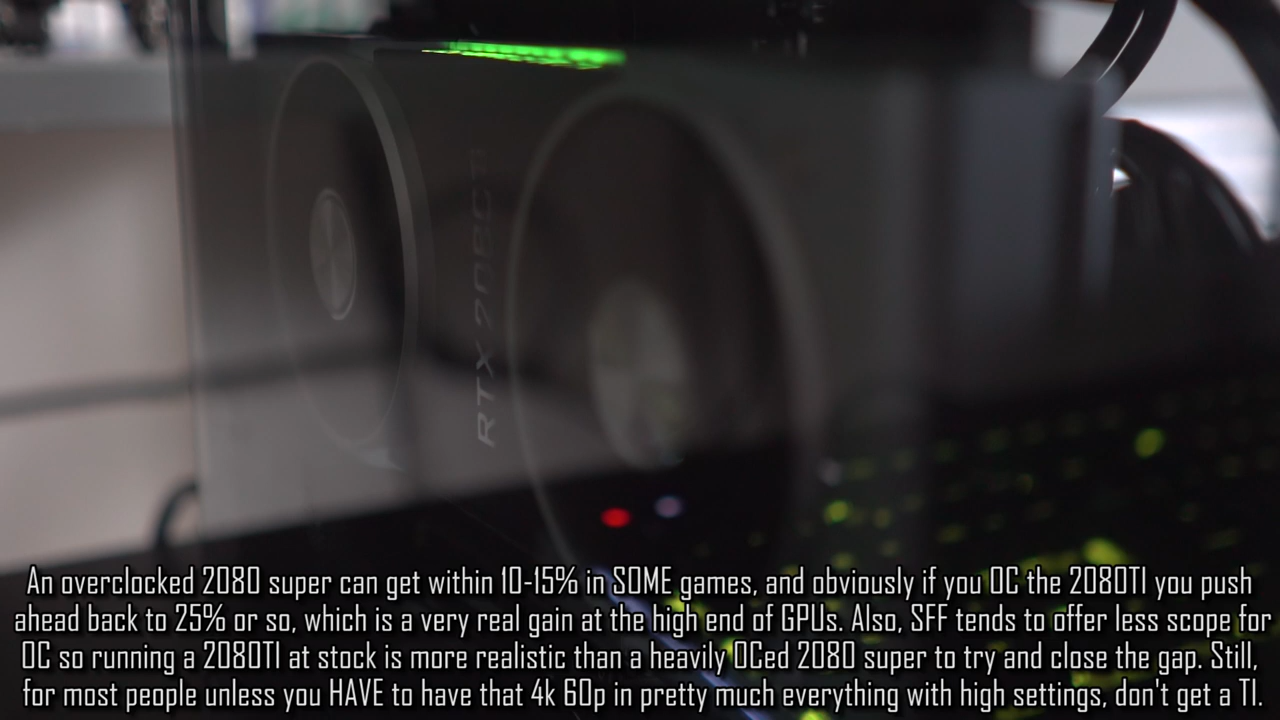 RTX
An overclocked 2080 super can get within 10-15% in SOME games, and obviously if you OC the 2080TI you push
ahead back to 25% or so, which is a very real gain at the high end of GPUs. Also, SFF tends to offer less scope for
OC so running a 2080TI at stock is more realistic than a heavily OCed 2080 super to try and close the gap. Still,
for most people unless you HAVE to have that 4k 60p in pretty much everything with high settings, don't get a TI.